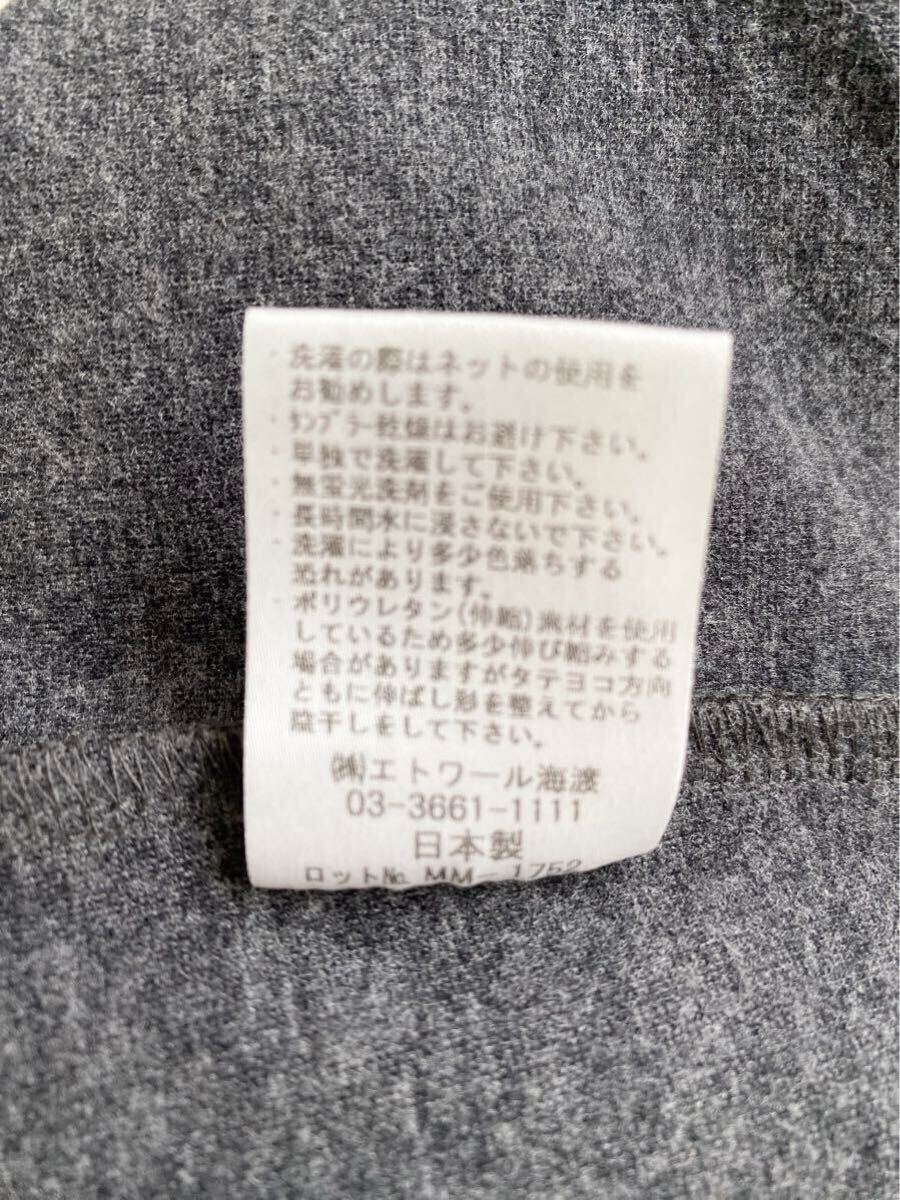 ・洗濯の際はネットの使用を
お勧めします。
・ﾀﾝﾌﾞﾗｰ乾燥はお避け下さい。
・単独で洗濯して下さい。
・無蛍光洗剤をご使用下さい。
・長時間水に浸さないで下さい。
・洗濯により多少色落ちする
恐れがあります。
・ポリウレタン(伸縮)素材を使用
しているため多少伸び縮みする
場合がありますがタテヨコ方向
ともに伸ばし形を整えてから
陰干しをして下さい。
㈱エトワール海渡
03-3661-1111
日本製
ロット№ MM-1752